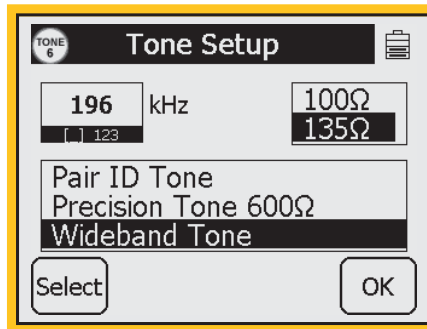 TONE
6
Tone Setup
196 kHz
[_] 123
100Ω
135Ω
Pair ID Tone
Precision Tone 600Ω
Wideband Tone
Select
OK